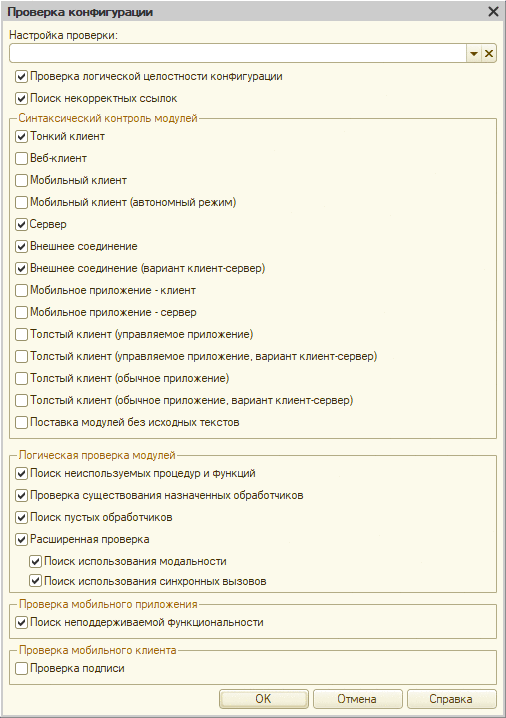 Проверка конфигурации
Настройка проверки:
Проверка логической целостности конфигурации
Поиск некорректных ссылок
Синтаксический контроль модулей
Тонкий клиент
Веб-клиент
Мобильный клиент
Мобильный клиент (автономный режим)
Сервер
Внешнее соединение
Внешнее соединение (вариант клиент-сервер)
Мобильное приложение - клиент
Мобильное приложение - сервер
Толстый клиент (управляемое приложение)
Толстый клиент (управляемое приложение, вариант клиент-сервер)
Толстый клиент (обычное приложение)
Толстый клиент (обычное приложение, вариант клиент-сервер)
Поставка модулей без исходных текстов
Логическая проверка модулей
Поиск неиспользуемых процедур и функций
Проверка существования назначенных обработчиков
Поиск пустых обработчиков
Расширенная проверка
Поиск использования модальности
Поиск использования синхронных вызовов
Проверка мобильного приложения
Поиск неподдерживаемой функциональности
Проверка мобильного клиента
Проверка подписи
ОК Отмена Справка